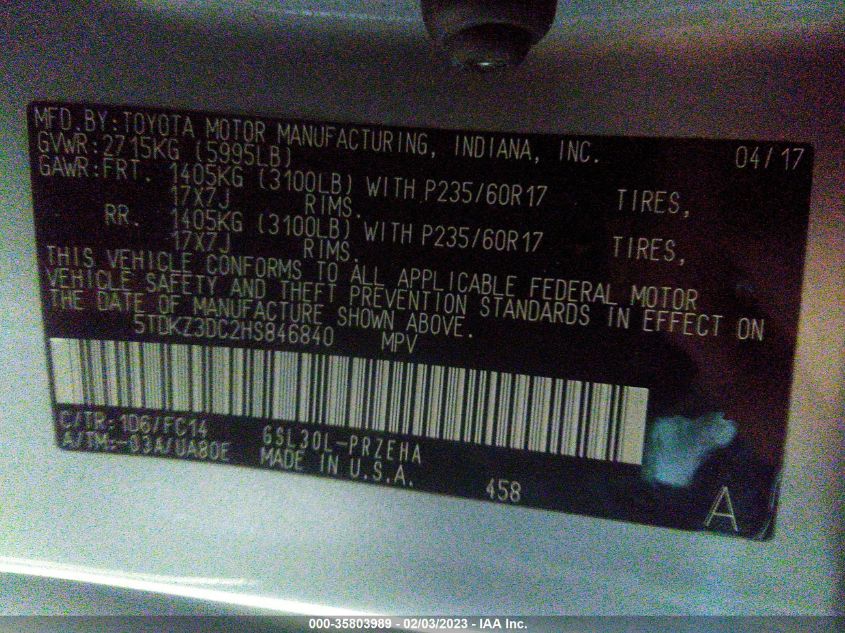 MFD.BY:TOYOTA MOTOR MANUFACTURING, INDIANA, INC. 04/17
GVWR:2715KG (5995LB)
GAWR:FRT. 1405KG (3100LB) WITH P235/60R17 TIRES,
17X7J RIMS.
RR. 1405KG (3100LB) WITH P235/60R17 TIRES,
17X7J RIMS.
THIS VEHICLE CONFORMS TO ALL APPLICABLE FEDERAL MOTOR
VEHICLE SAFETY AND THEFT PREVENTION STANDARDS IN EFFECT ON
THE DATE OF MANUFACTURE SHOWN ABOVE.
5TDKZ3DC2HS846840 MPV
C/TR:1D6/FC14 GSL30L-PRZEHA
A/TM:-03A/UA80E MADE IN U.S.A. 458 A
000-35803989 - 02/03/2023 - IAA Inc.